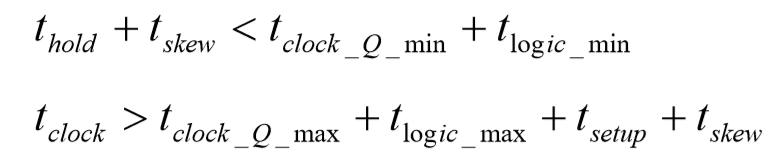 t_hold + t_skew < t_clock_Q_min + t_logic_min
t_clock > t_clock_Q_max + t_logic_max + t_setup + t_skew